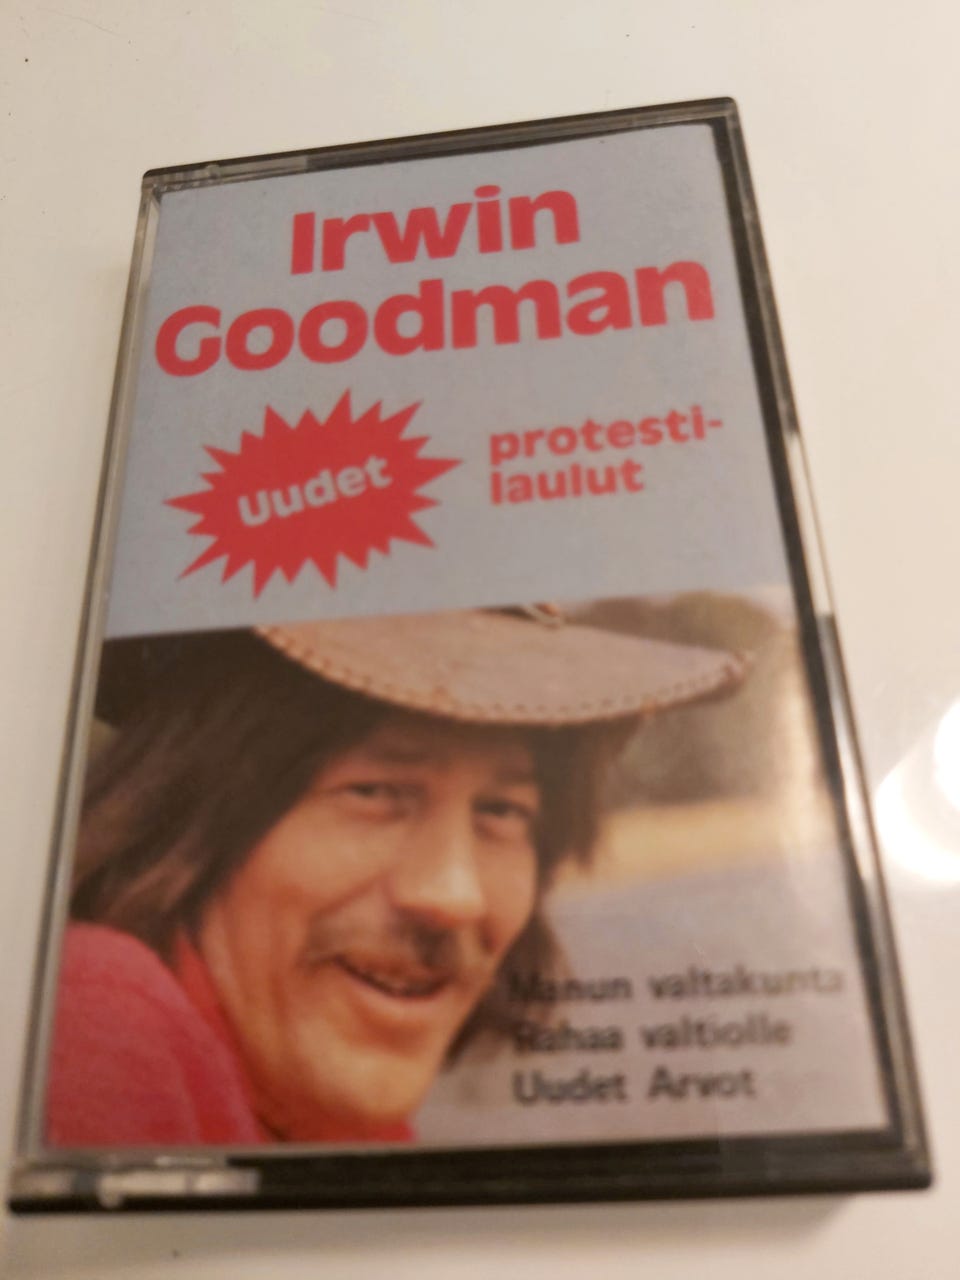 Irwin
Goodman
Uudet
protesti-
laulut
Manun valtakunta
Rahaa valtiolle
Uudet Arvot